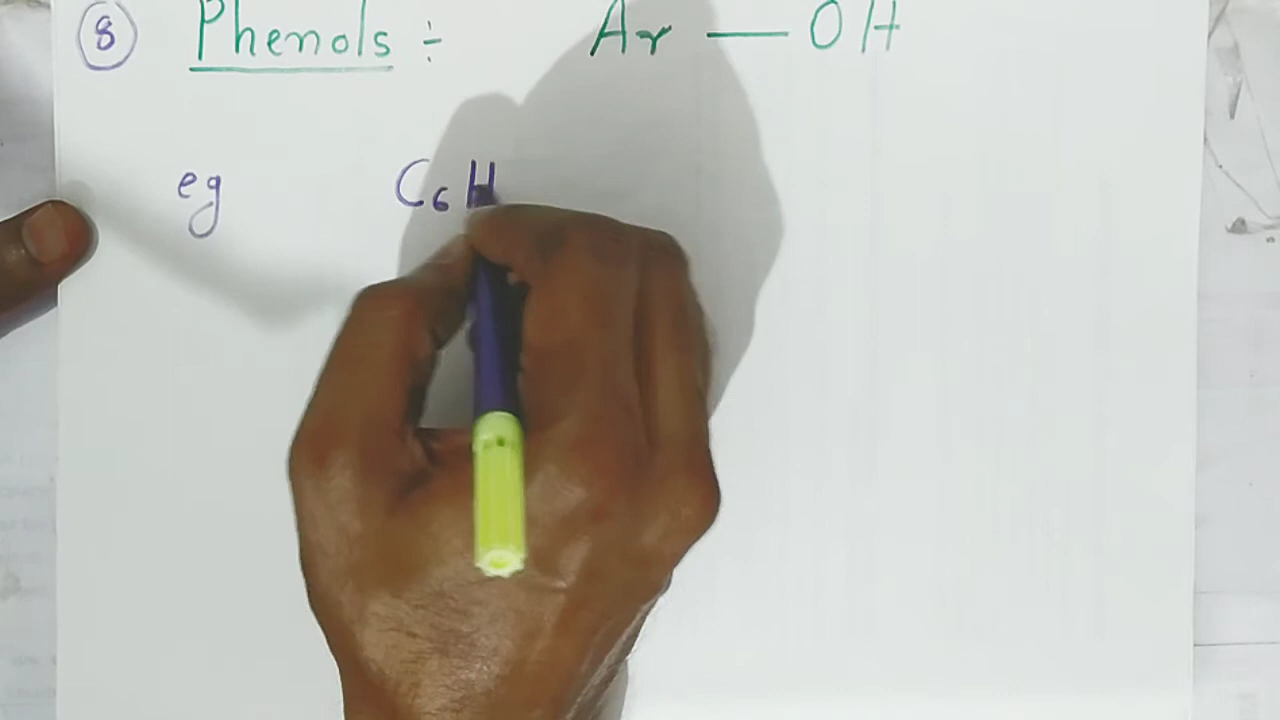 ⑧ Phenols ÷ Ar — OH
eg C₆H